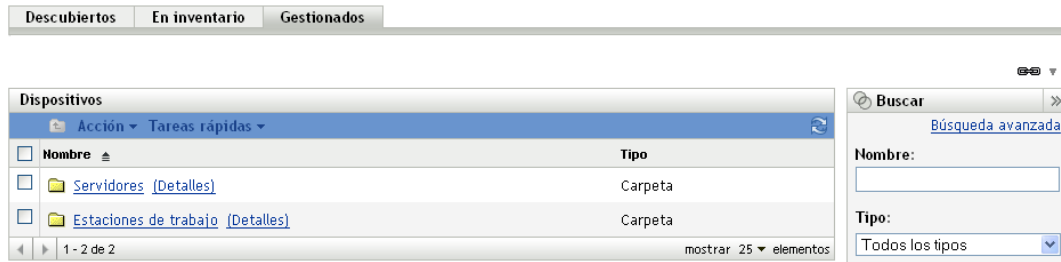 Descubiertos En inventario Gestionados
Dispositivos
Acción Tareas rápidas
Nombre Tipo
Servidores (Detalles) Carpeta
Estaciones de trabajo (Detalles) Carpeta
1 - 2 de 2 mostrar 25 elementos
Buscar
Búsqueda avanzada
Nombre:
Tipo:
Todos los tipos